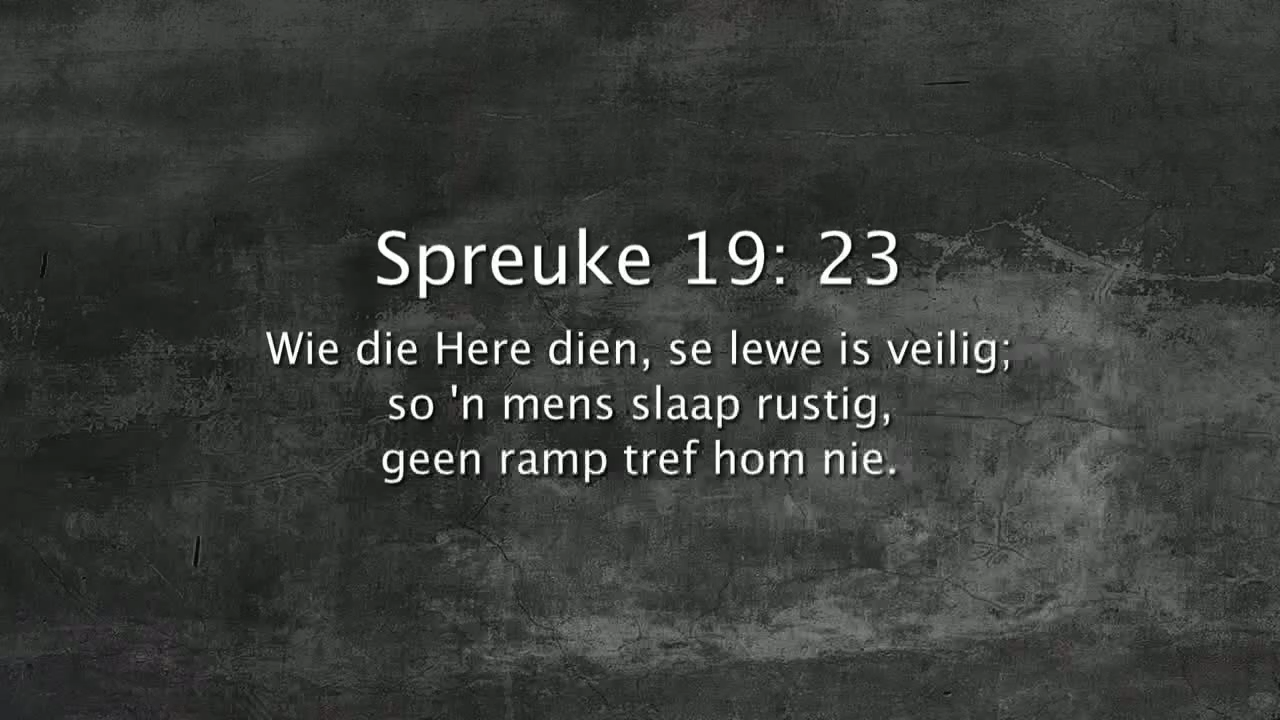 Spreuke 19: 23
Wie die Here dien, se lewe is veilig;
so 'n mens slaap rustig,
geen ramp tref hom nie.